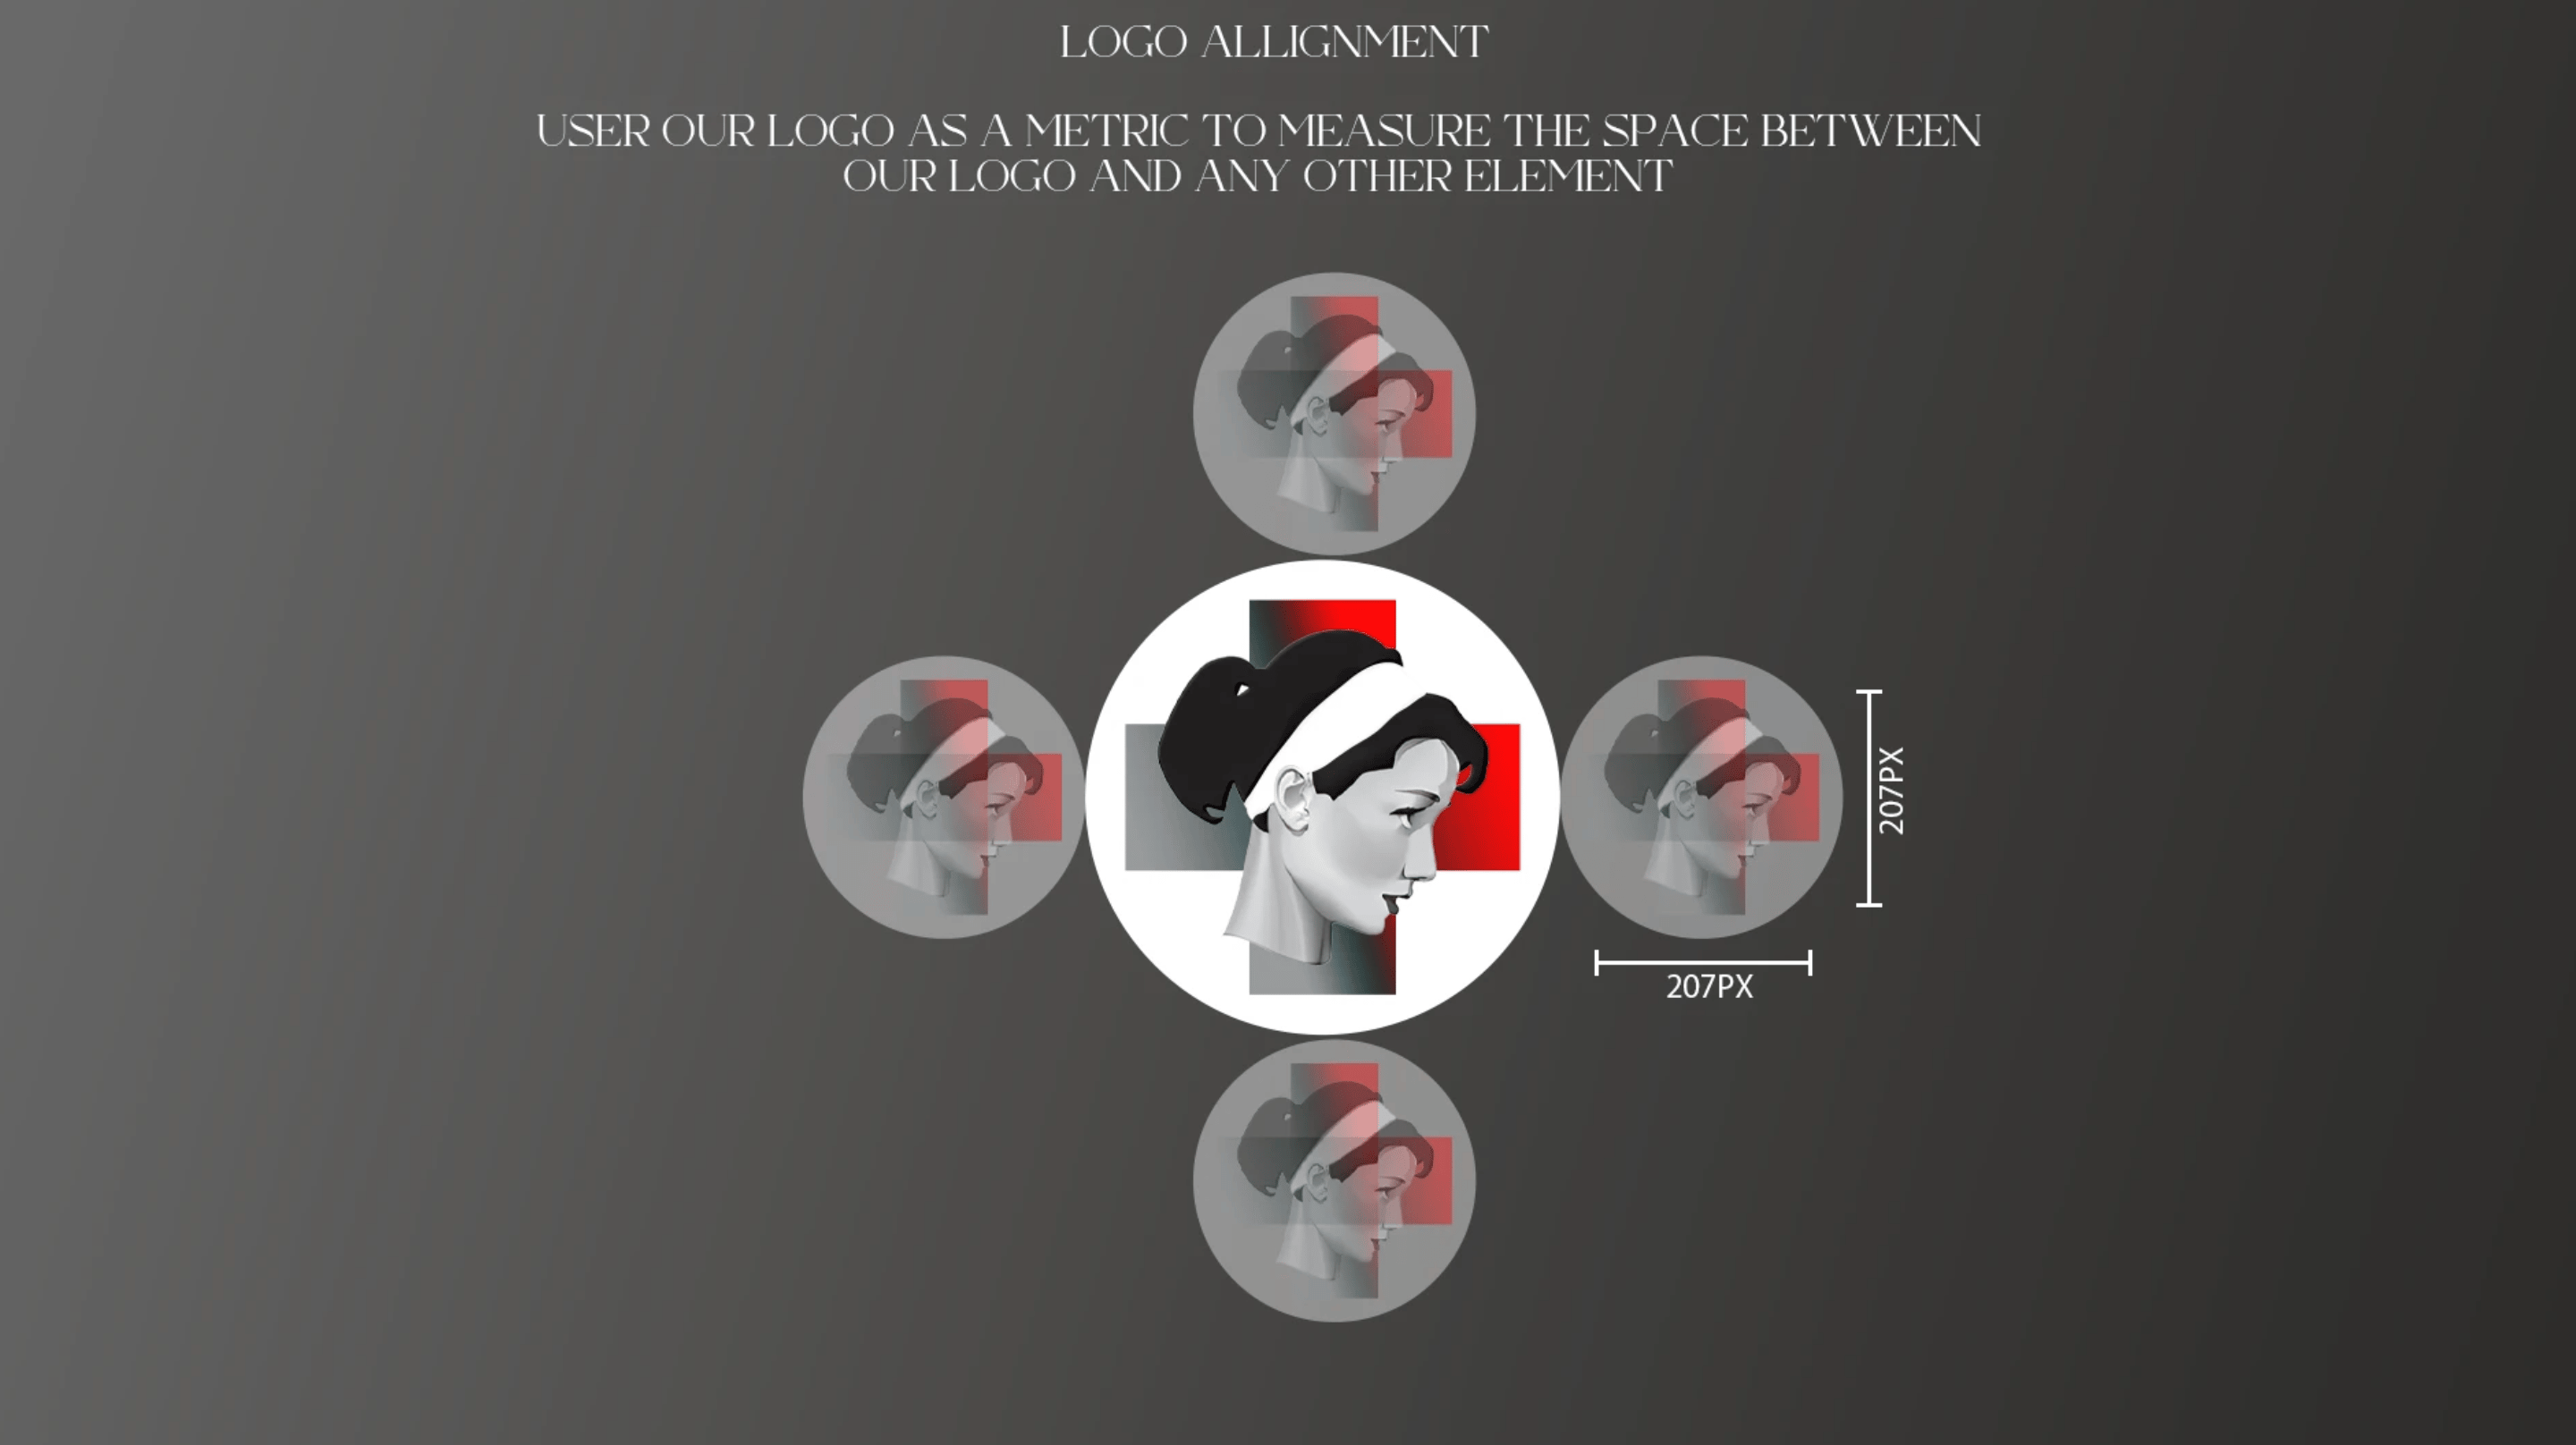 LOGO ALLIGNMENT
USER OUR LOGO AS A METRIC TO MEASURE THE SPACE BETWEEN
OUR LOGO AND ANY OTHER ELEMENT
207PX
207PX